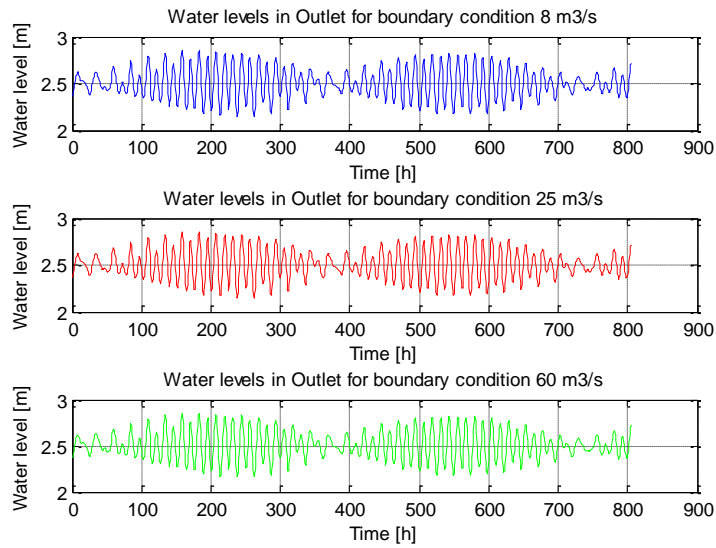 Water levels in Outlet for boundary condition 8 m3/s
Water level [m]
3
2.5
2
0 100 200 300 400 500 600 700 800 900
Time [h]
Water levels in Outlet for boundary condition 25 m3/s
Water level [m]
3
2.5
2
0 100 200 300 400 500 600 700 800 900
Time [h]
Water levels in Outlet for boundary condition 60 m3/s
Water level [m]
3
2.5
2
0 100 200 300 400 500 600 700 800 900
Time [h]